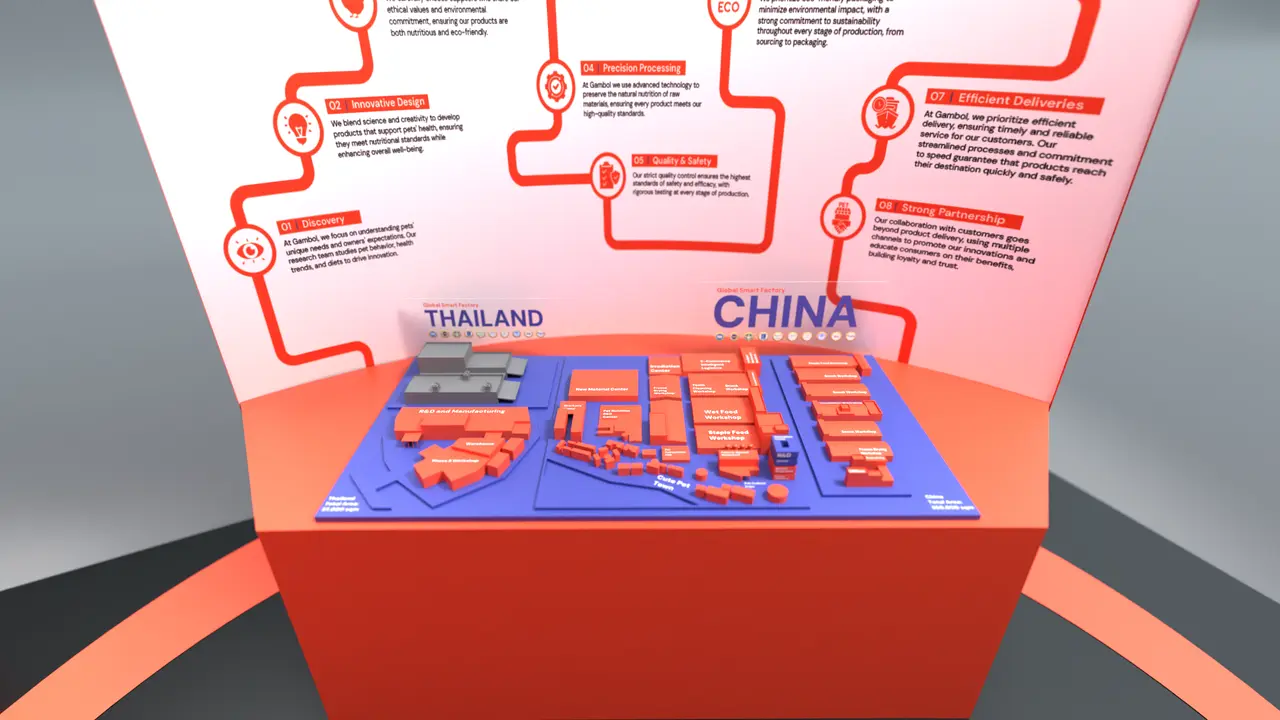 ethical values and environmental
commitment, ensuring our products are
both nutritious and eco-friendly.
02 | Innovative Design
We blend science and creativity to develop
products that support pets' health, ensuring
they meet nutritional standards while
enhancing overall well-being.
01 | Discovery
At Gambol, we focus on understanding pets'
unique needs and owners' expectations. Our
research team studies pet behavior, health
trends, and diets to drive innovation.
04 | Precision Processing
At Gambol we use advanced technology to
preserve the natural nutrition of raw
materials, ensuring every product meets our
high-quality standards.
05 | Quality & Safety
Our strict quality control ensures the highest
standards of safety and efficacy, with
rigorous testing at every stage of production.
ECO
minimize environmental impact, with a
strong commitment to sustainability
throughout every stage of production, from
sourcing to packaging.
07 | Efficient Deliveries
At Gambol, we prioritize efficient
delivery, ensuring timely and reliable
service for our customers. Our
streamlined processes and commitment
to speed guarantee that products reach
their destination quickly and safely.
PET
08 | Strong Partnership
Our collaboration with customers goes
beyond product delivery, using multiple
channels to promote our innovations and
educate consumers on their benefits,
building loyalty and trust.
Global Smart Factory
THAILAND
Global Smart Factory
CHINA
R&D and Manufacturing
Warehouse
Phase II Workshop
Raw Material Center
Wet Food
Workshop
Staple Food
Workshop
Cute Pet
Town
R&D
Thailand
Total Area:
China
Total Area: